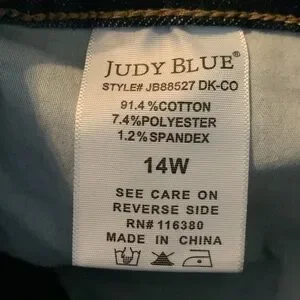 JUDY BLUE®
STYLE# JB88527 DK-CO
91.4%COTTON
7.4%POLYESTER
1.2%SPANDEX
14W
SEE CARE ON
REVERSE SIDE
RN# 116380
MADE IN CHINA